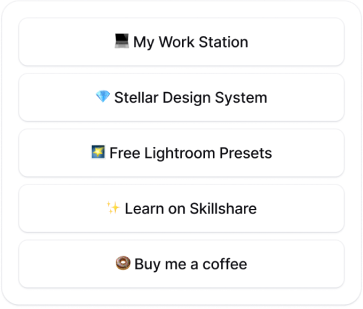 💻 My Work Station
💎 Stellar Design System
🌠 Free Lightroom Presets
✨ Learn on Skillshare
🍩 Buy me a coffee